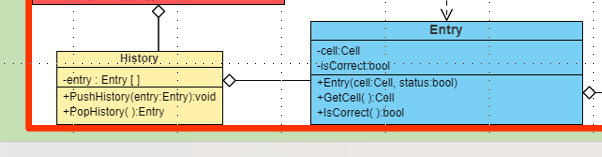 History
-entry : Entry [ ]
+PushHistory(entry:Entry):void
+PopHistory( ):Entry
Entry
-cell:Cell
-isCorrect:bool
+Entry(cell:Cell, status:bool)
+GetCell( ):Cell
+IsCorrect( ):bool